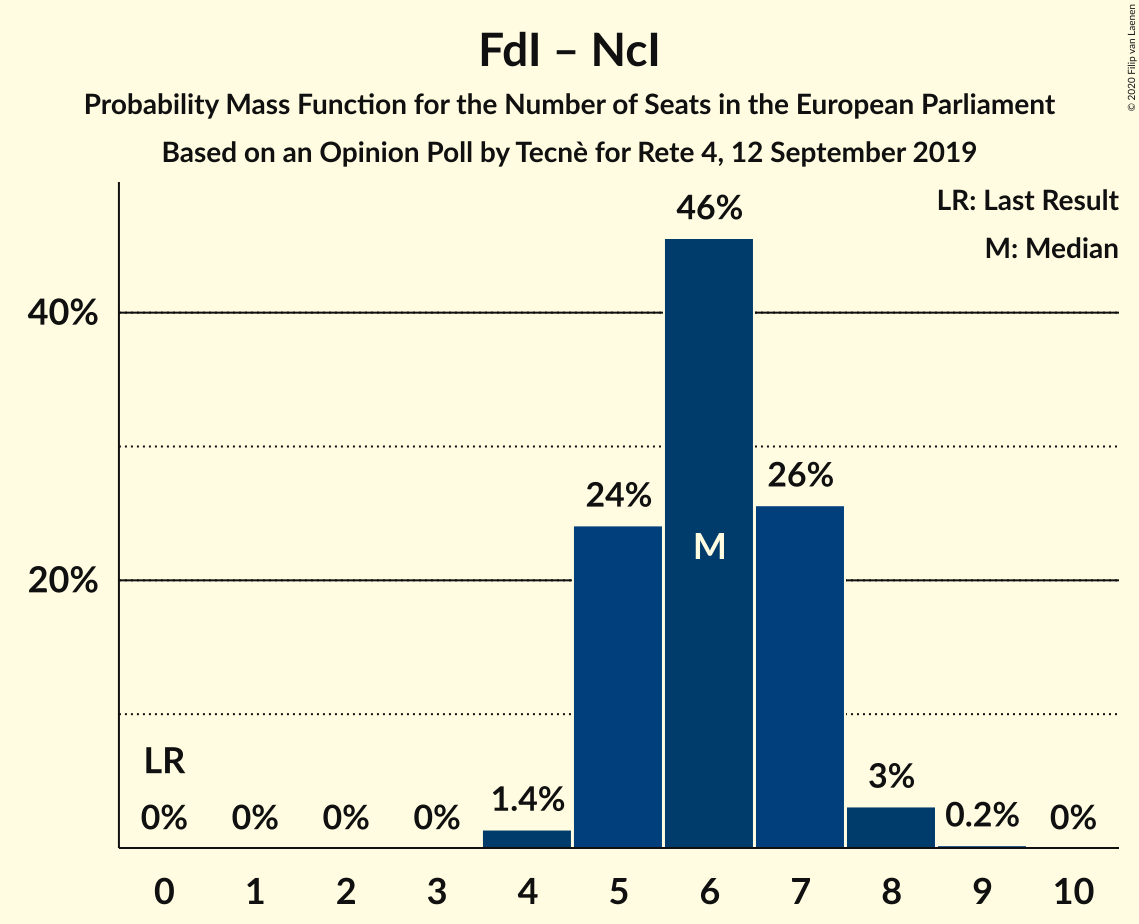 FdI – NcI
Probability Mass Function for the Number of Seats in the European Parliament
Based on an Opinion Poll by Tecnè for Rete 4, 12 September 2019
© 2020 Filip van Laenen
LR: Last Result
M: Median
46%
40%
26%
24%
M
20%
LR
0% 0% 0% 0% 1.4% 3% 0.2% 0%
0 1 2 3 4 5 6 7 8 9 10